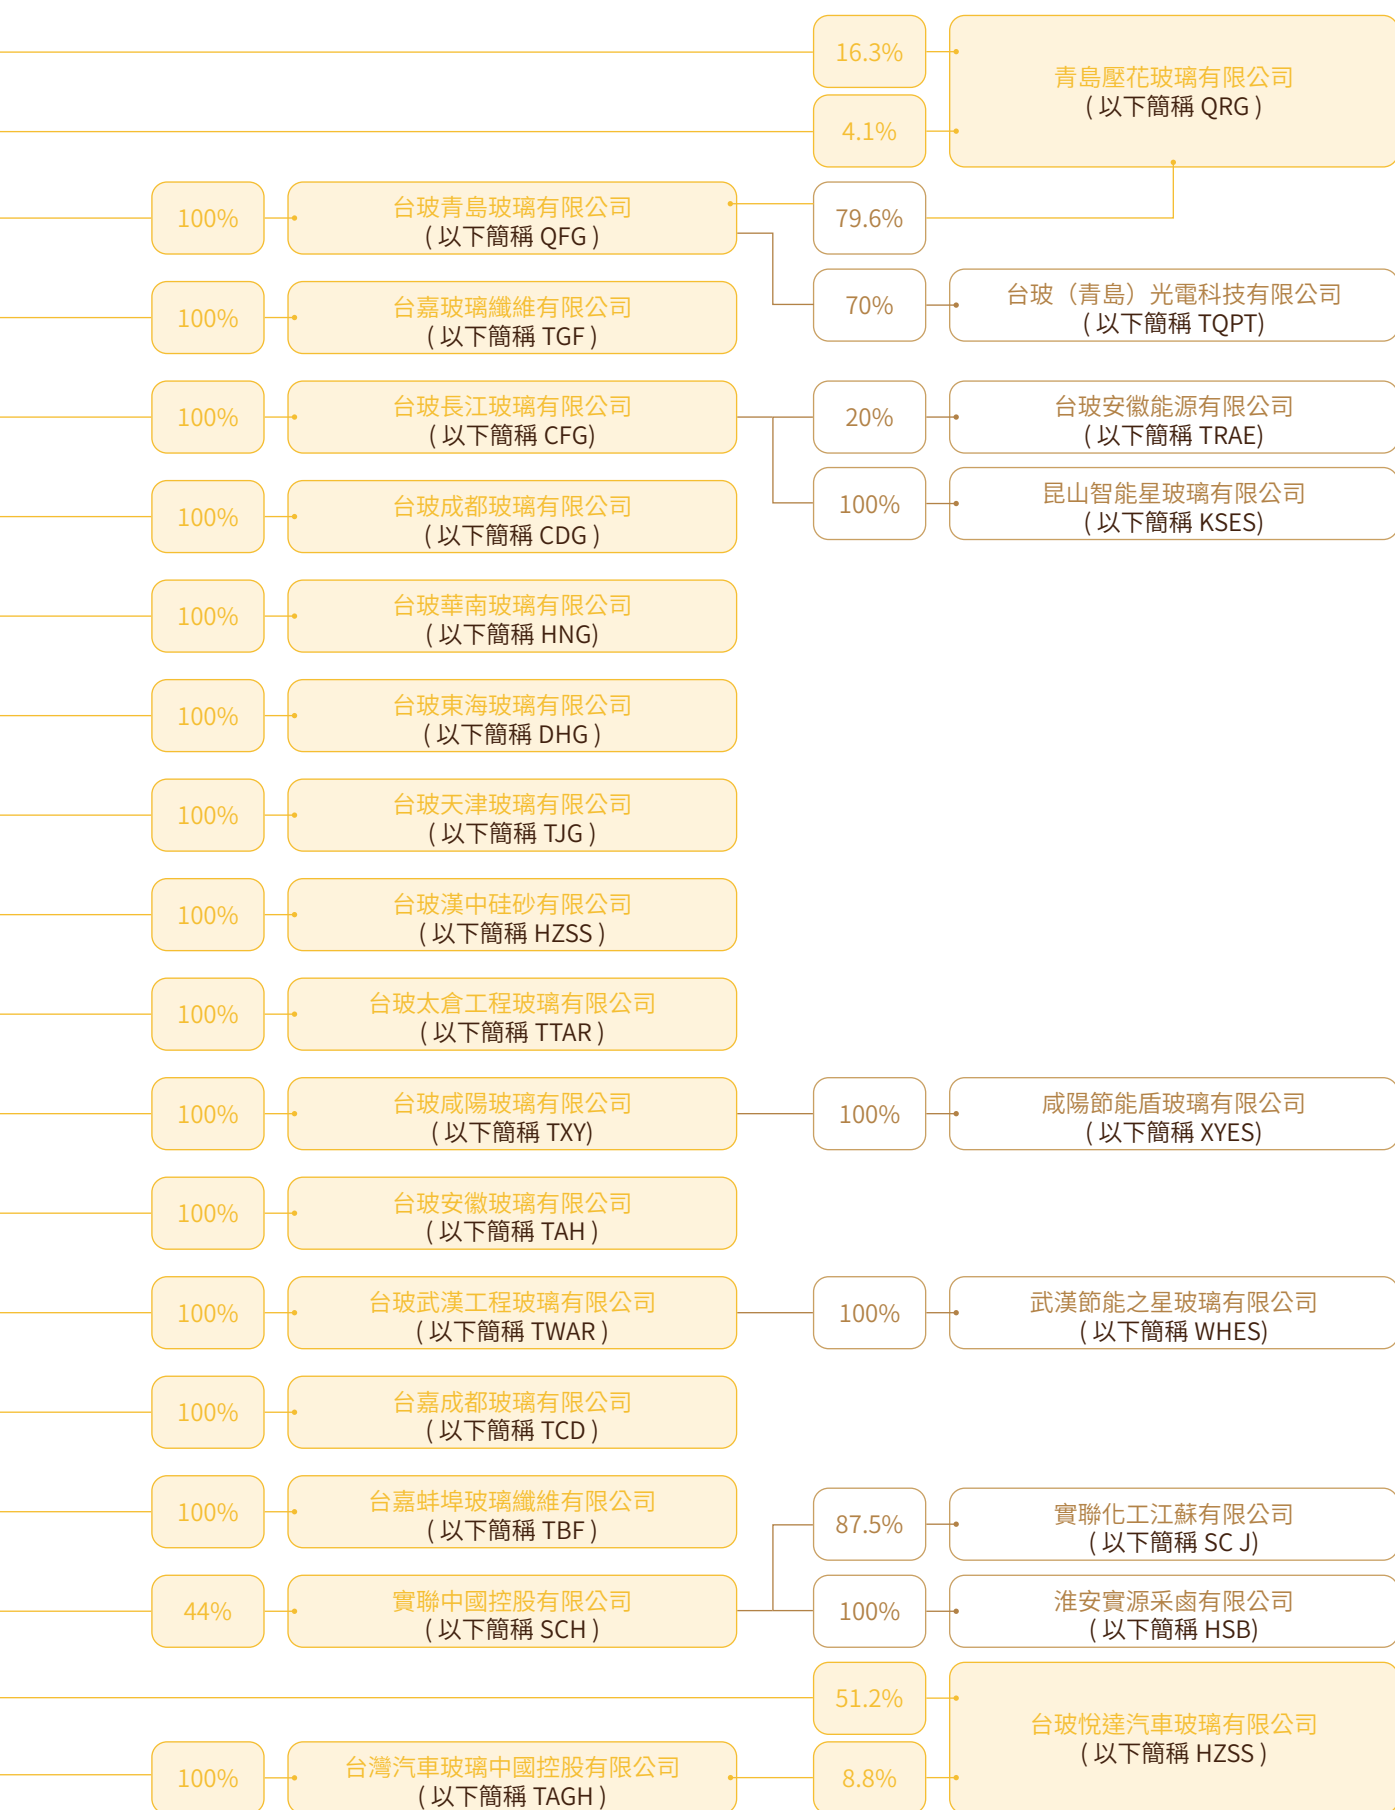 16.3%
青島壓花玻璃有限公司
( 以下簡稱 QRG )
4.1%
100%
台玻青島玻璃有限公司
( 以下簡稱 QFG )
79.6%
70%
台玻（青島）光電科技有限公司
( 以下簡稱 TQPT)
100%
台嘉玻璃纖維有限公司
( 以下簡稱 TGF )
100%
台玻長江玻璃有限公司
( 以下簡稱 CFG)
20%
台玻安徽能源有限公司
( 以下簡稱 TRAE)
100%
昆山智能星玻璃有限公司
( 以下簡稱 KSES)
100%
台玻成都玻璃有限公司
( 以下簡稱 CDG )
100%
台玻華南玻璃有限公司
( 以下簡稱 HNG)
100%
台玻東海玻璃有限公司
( 以下簡稱 DHG )
100%
台玻天津玻璃有限公司
( 以下簡稱 TJG )
100%
台玻漢中硅砂有限公司
( 以下簡稱 HZSS )
100%
台玻太倉工程玻璃有限公司
( 以下簡稱 TTAR )
100%
台玻咸陽玻璃有限公司
( 以下簡稱 TXY)
100%
咸陽節能盾玻璃有限公司
( 以下簡稱 XYES)
100%
台玻安徽玻璃有限公司
( 以下簡稱 TAH )
100%
台玻武漢工程玻璃有限公司
( 以下簡稱 TWAR )
100%
武漢節能之星玻璃有限公司
( 以下簡稱 WHES)
100%
台嘉成都玻璃有限公司
( 以下簡稱 TCD )
100%
台嘉蚌埠玻璃纖維有限公司
( 以下簡稱 TBF )
87.5%
實聯化工江蘇有限公司
( 以下簡稱 SC J)
44%
實聯中國控股有限公司
( 以下簡稱 SCH )
100%
淮安實源采鹵有限公司
( 以下簡稱 HSB)
51.2%
台玻悅達汽車玻璃有限公司
( 以下簡稱 HZSS )
100%
台灣汽車玻璃中國控股有限公司
( 以下簡稱 TAGH )
8.8%